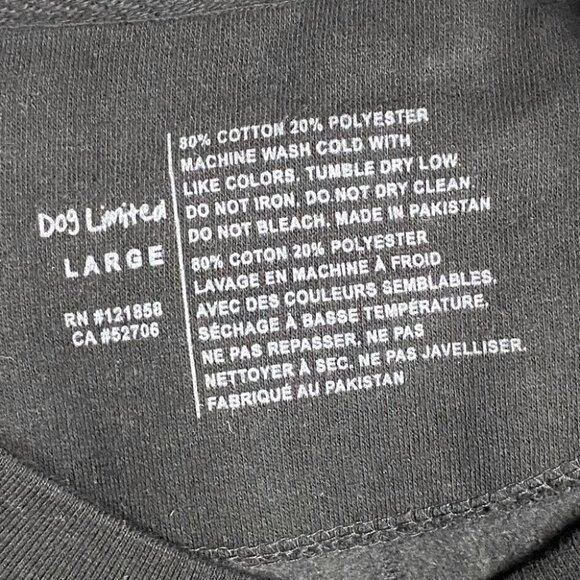 Dog Limited
LARGE
RN #121858
CA #52706
80% COTTON 20% POLYESTER
MACHINE WASH COLD WITH
LIKE COLORS. TUMBLE DRY LOW.
DO NOT IRON. DO NOT DRY CLEAN.
DO NOT BLEACH. MADE IN PAKISTAN
80% COTON 20% POLYESTER
LAVAGE EN MACHINE À FROID
AVEC DES COULEURS SEMBLABLES.
SÉCHAGE À BASSE TEMPÉRATURE.
NE PAS REPASSER. NE PAS
NETTOYER À SEC. NE PAS JAVELLISER.
FABRIQUÉ AU PAKISTAN